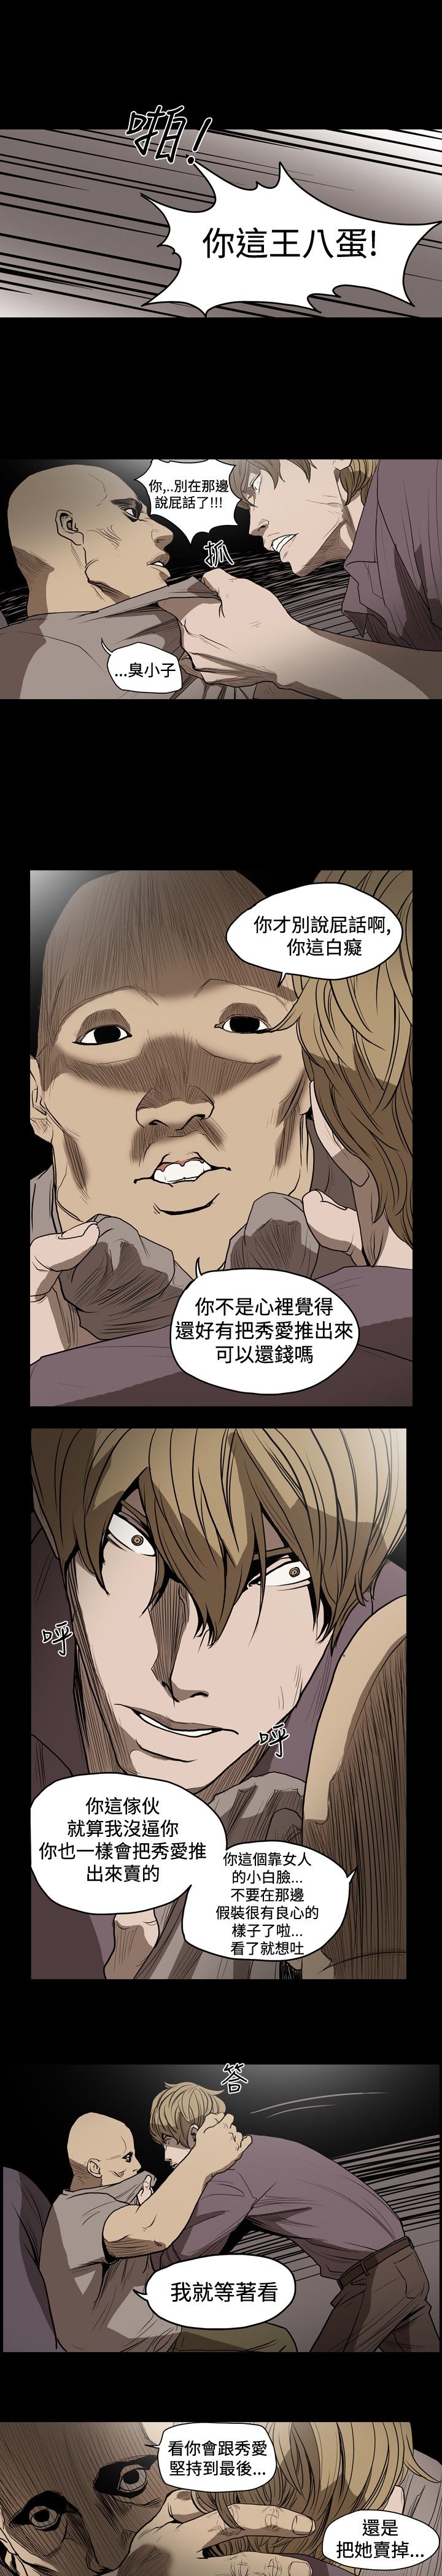 啪!
你這王八蛋!
你,..別在那邊
說屁話了!!!
抓
...臭小子
你才別說屁話啊,
你這白癡
你不是心裡覺得
還好有把秀愛推出來
可以還錢嗎
呼
呼
你這傢伙
就算我沒逼你
你也一樣會把秀愛推
出來賣的
你這個靠女人
的小白臉...
不要在那邊
假裝很有良心的
樣子了啦...
看了就想吐
答
我就等著看
看你會跟秀愛
堅持到最後...
還是
把她賣掉...